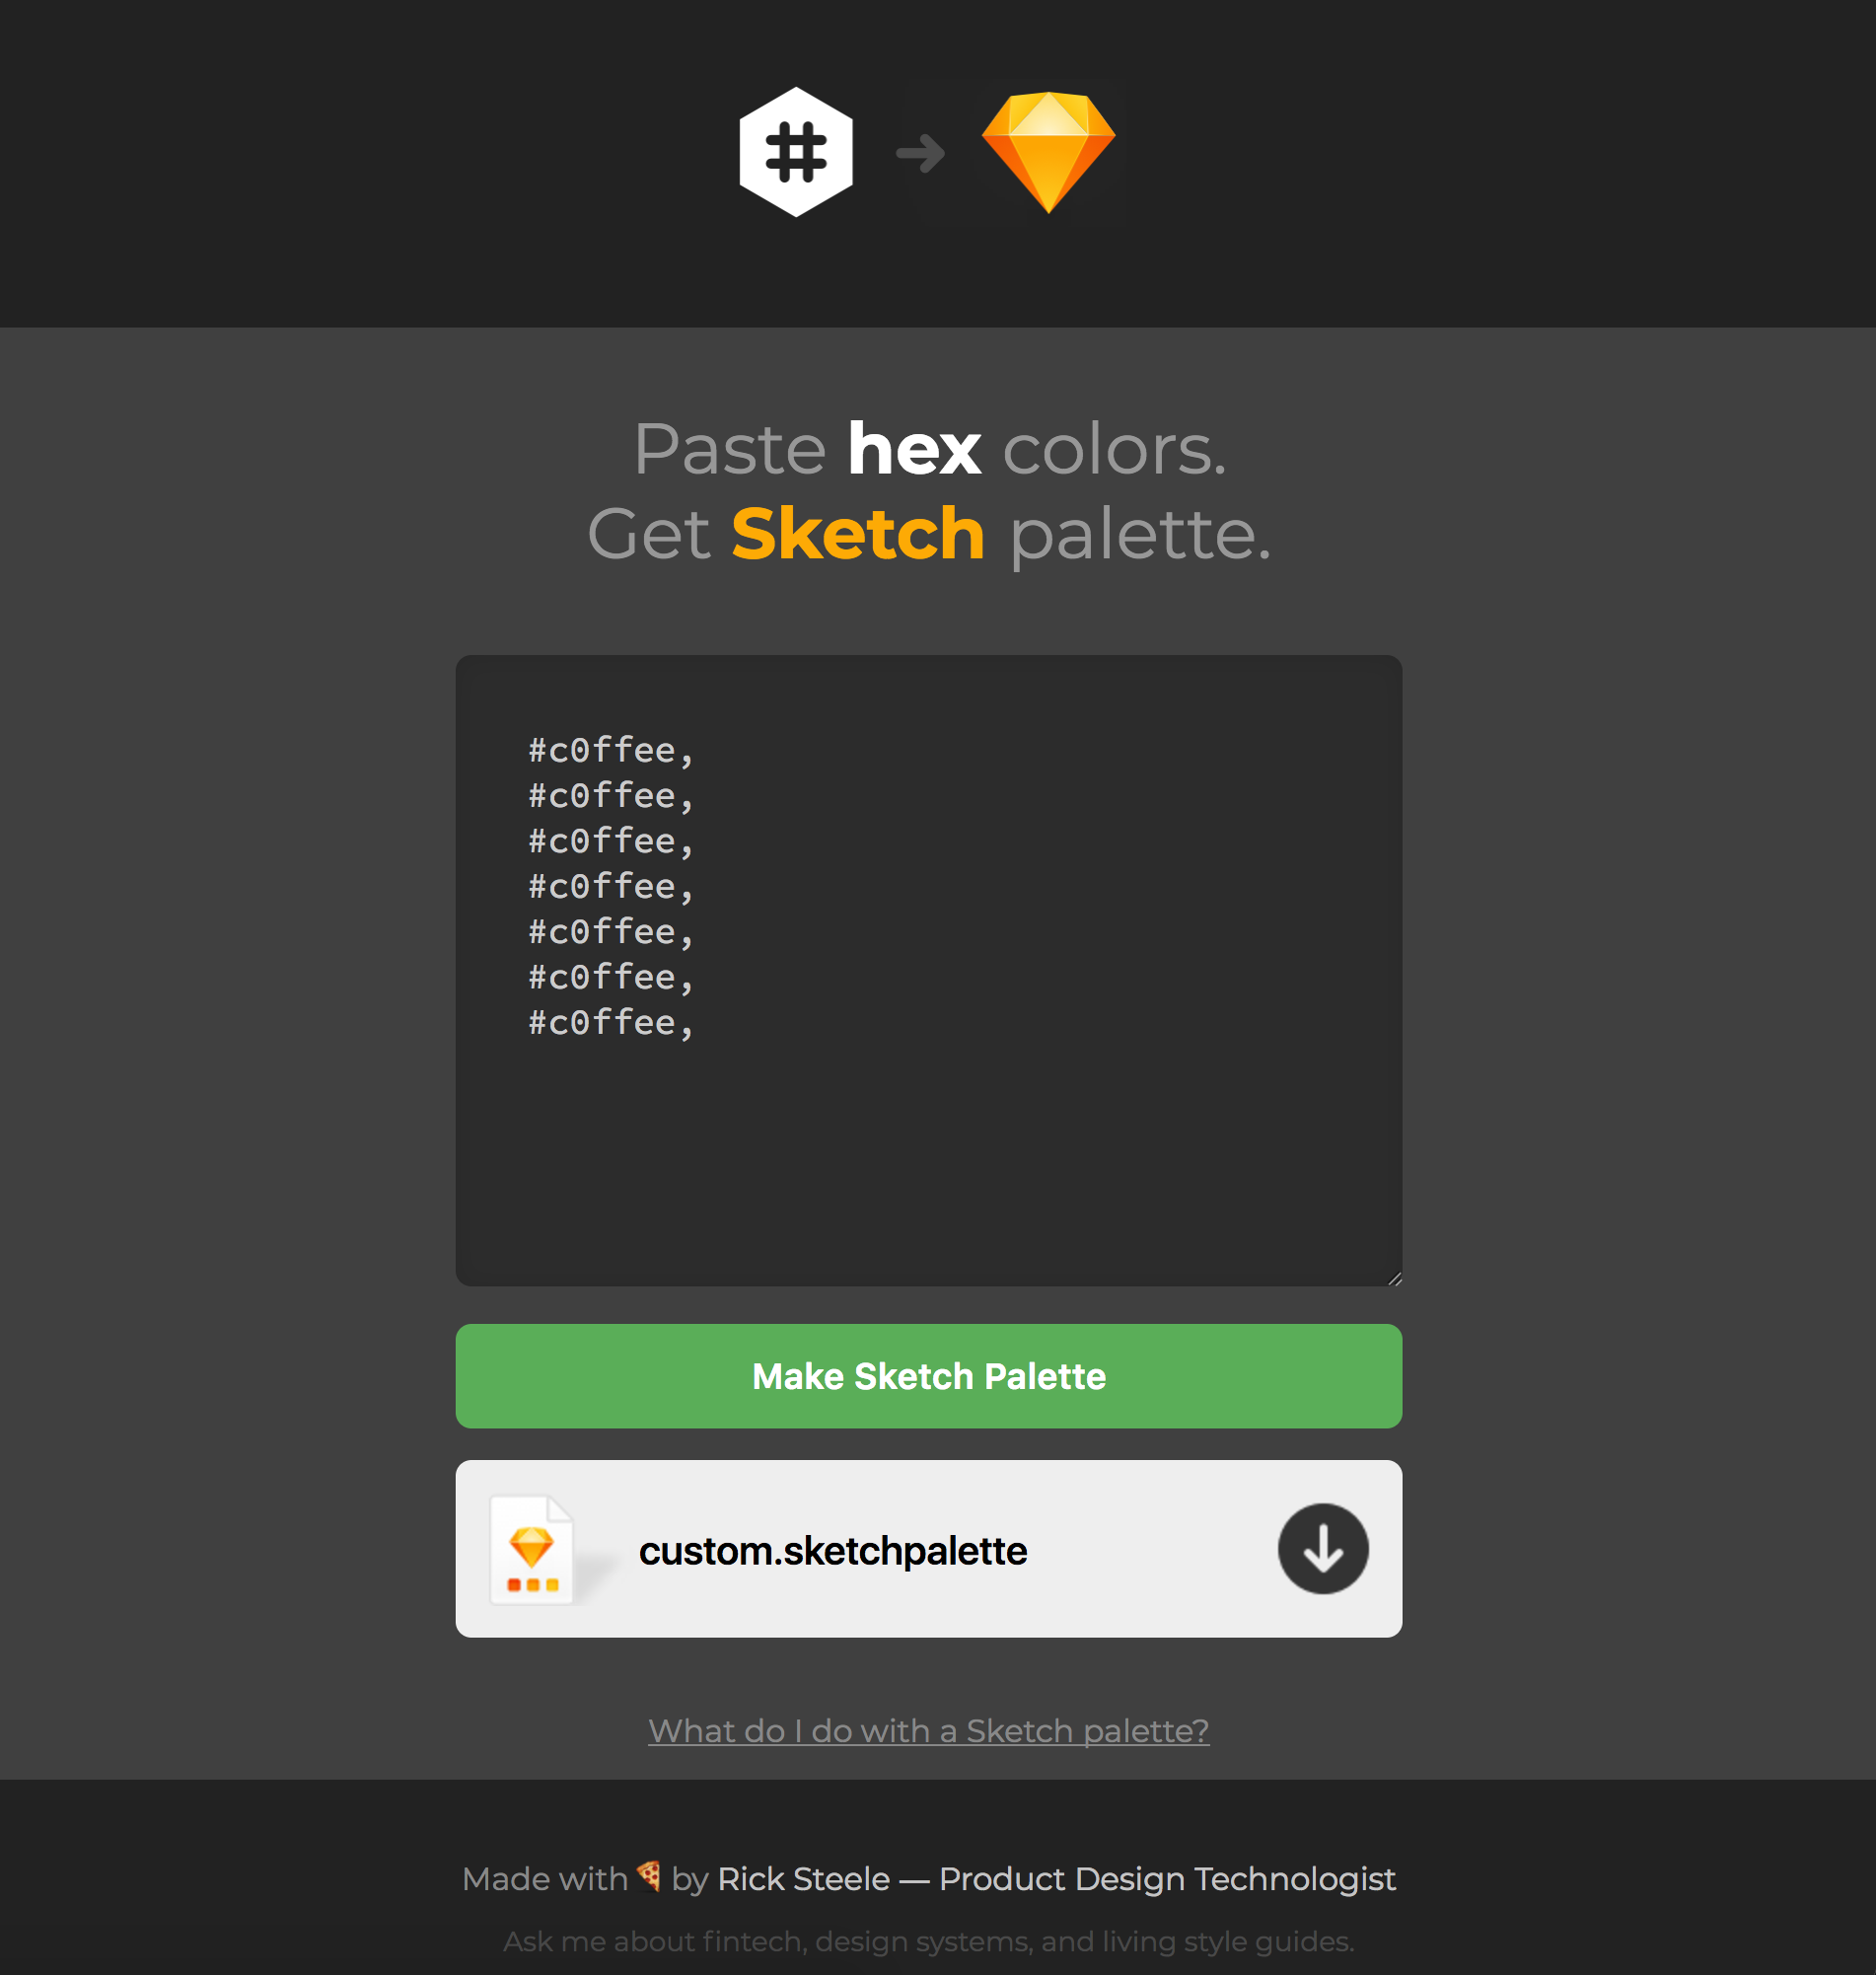 #
Paste hex colors.
Get Sketch palette.
#c0ffee,
#c0ffee,
#c0ffee,
#c0ffee,
#c0ffee,
#c0ffee,
#c0ffee,
Make Sketch Palette
custom.sketchpalette
What do I do with a Sketch palette?
Made with 🍕 by Rick Steele — Product Design Technologist
Ask me about fintech, design systems, and living style guides.